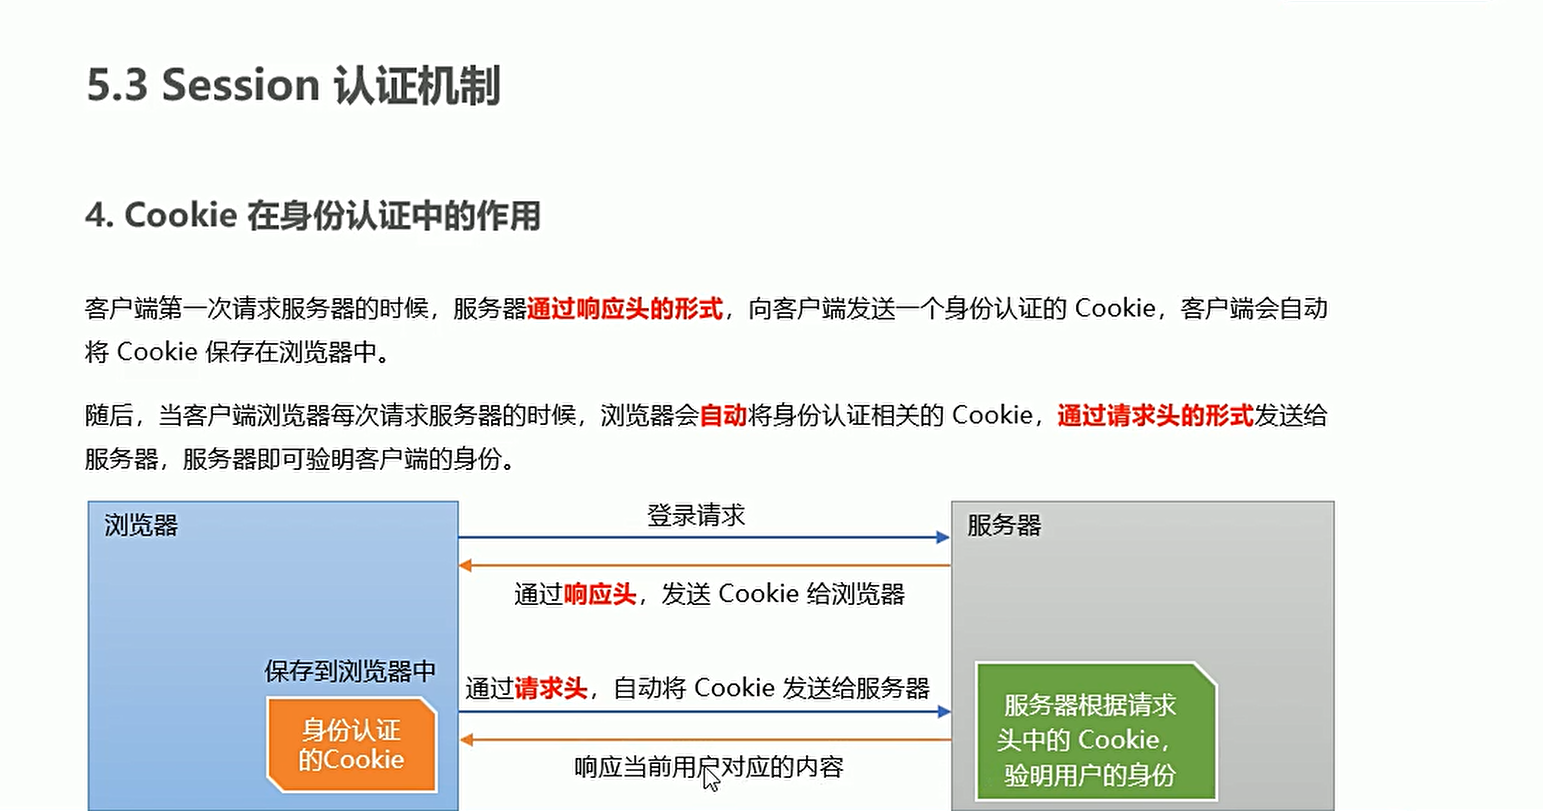 5.3 Session 认证机制
4. Cookie 在身份认证中的作用
客户端第一次请求服务器的时候，服务器通过响应头的形式，向客户端发送一个身份认证的 Cookie，客户端会自动
将 Cookie 保存在浏览器中。
随后，当客户端浏览器每次请求服务器的时候，浏览器会自动将身份认证相关的 Cookie，通过请求头的形式发送给
服务器，服务器即可验明客户端的身份。
浏览器
登录请求
服务器
通过响应头，发送 Cookie 给浏览器
保存到浏览器中
通过请求头，自动将 Cookie 发送给服务器
身份认证
的Cookie
服务器根据请求
头中的 Cookie，
验明用户的身份
响应当前用户对应的内容